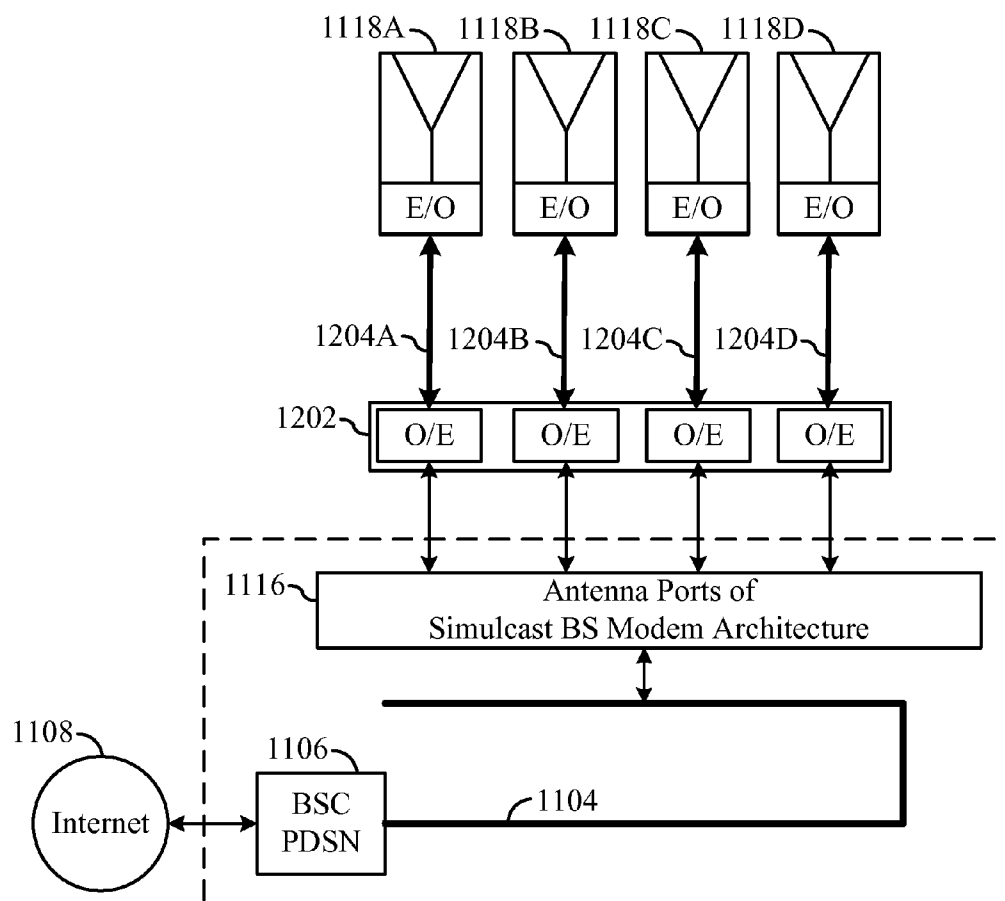 1118A 1118B 1118C 1118D
E/O E/O E/O E/O
1204A 1204B 1204C 1204D
1202
O/E O/E O/E O/E
1116
Antenna Ports of
Simulcast BS Modem Architecture
1108
1106
Internet
BSC
PDSN
1104